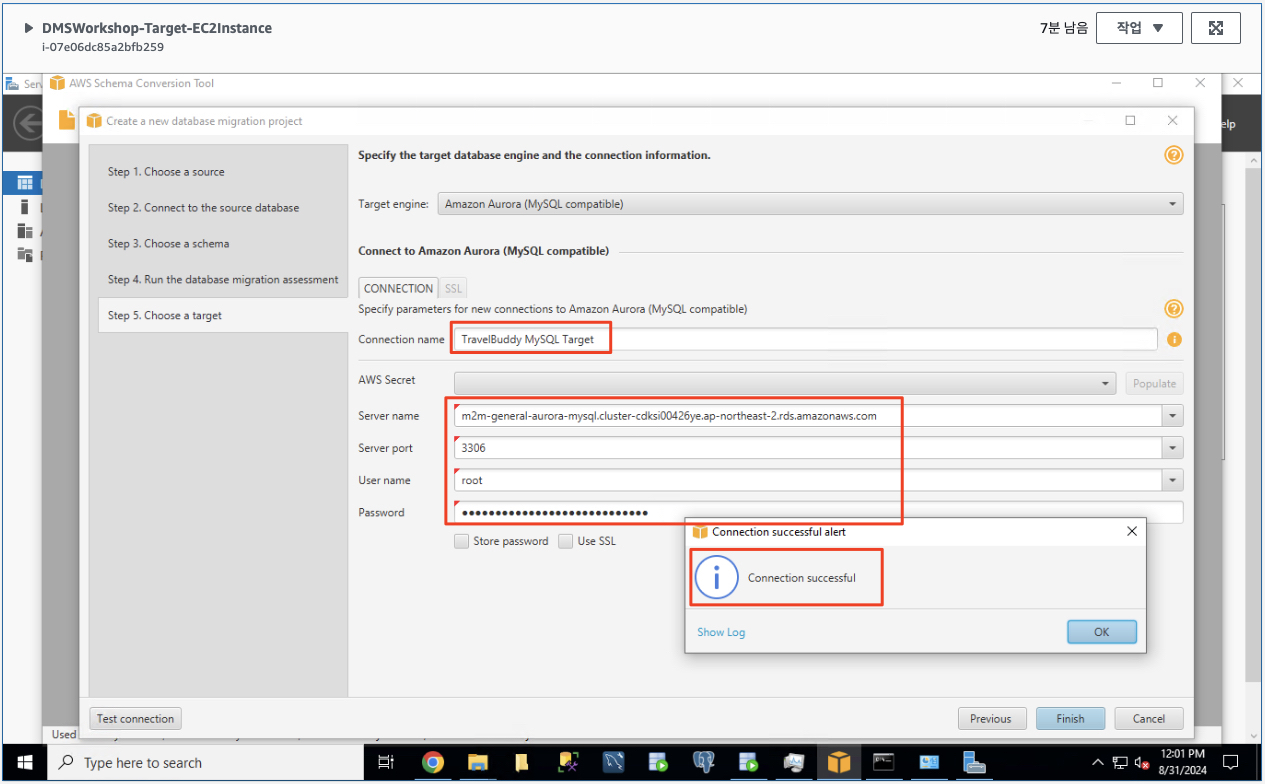 DMSWorkshop-Target-EC2Instance
i-07e06dc85a2bfb259
7분 남음
작업
AWS Schema Conversion Tool
Create a new database migration project
Step 1. Choose a source
Step 2. Connect to the source database
Step 3. Choose a schema
Step 4. Run the database migration assessment
Step 5. Choose a target
Specify the target database engine and the connection information.
Target engine: Amazon Aurora (MySQL compatible)
Connect to Amazon Aurora (MySQL compatible)
CONNECTION SSL
Specify parameters for new connections to Amazon Aurora (MySQL compatible)
Connection name TravelBuddy MySQL Target
AWS Secret Populate
Server name m2m-general-aurora-mysql.cluster-cdksi00426ye.ap-northeast-2.rds.amazonaws.com
Server port 3306
User name root
Password ••••••••••••••••••••••••••••
Store password Use SSL
Connection successful alert
Connection successful
Show Log OK
Test connection Previous Finish Cancel
Used
Type here to search
12:01 PM
8/31/2024